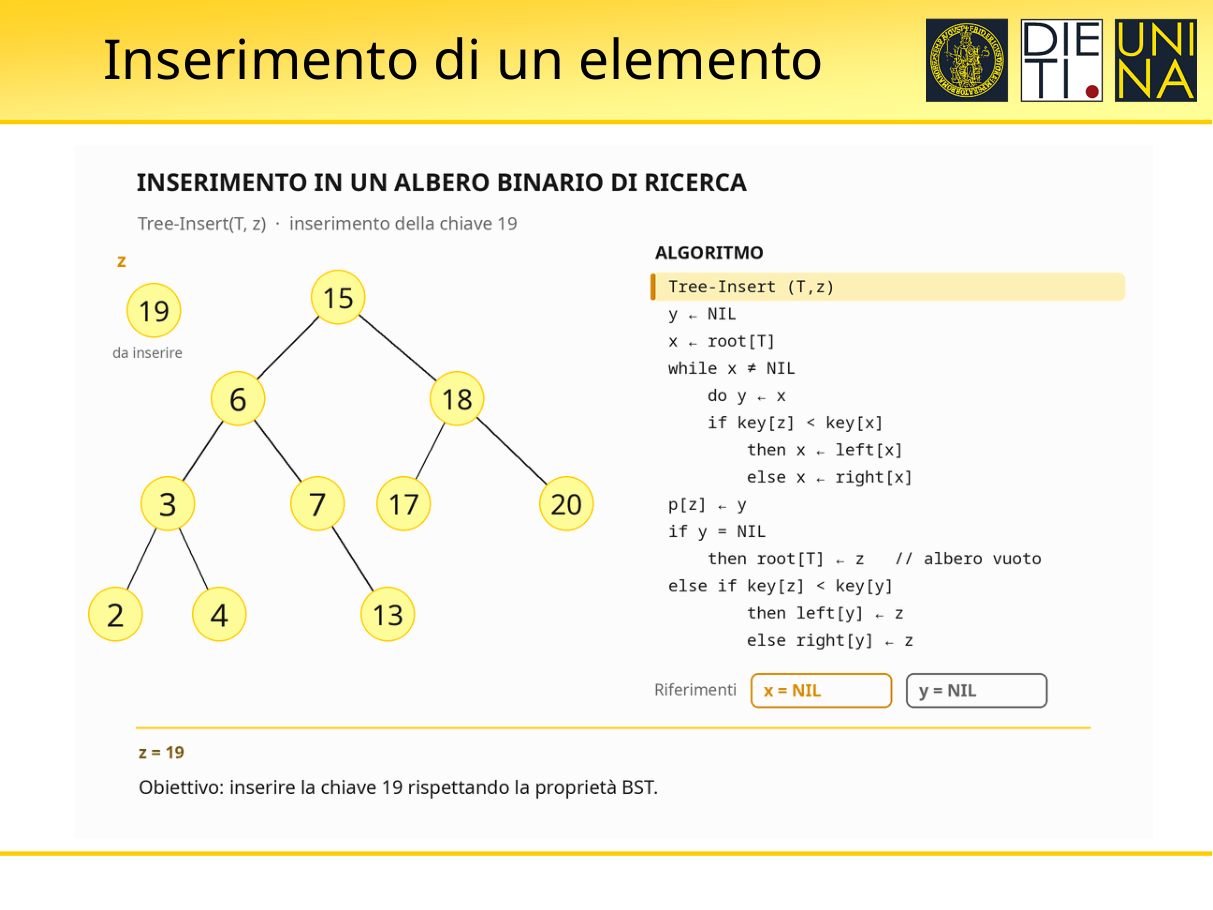 Inserimento di un elemento
DIE
TI.
UNI
NA
INSERIMENTO IN UN ALBERO BINARIO DI RICERCA
Tree-Insert(T, z) · inserimento della chiave 19
z
19
da inserire
15
6
18
3
7
17
20
2
4
13
ALGORITMO
Tree-Insert (T,z)
y ← NIL
x ← root[T]
while x ≠ NIL
do y ← x
if key[z] < key[x]
then x ← left[x]
else x ← right[x]
p[z] ← y
if y = NIL
then root[T] ← z // albero vuoto
else if key[z] < key[y]
then left[y] ← z
else right[y] ← z
Riferimenti
x = NIL
y = NIL
z = 19
Obiettivo: inserire la chiave 19 rispettando la proprietà BST.